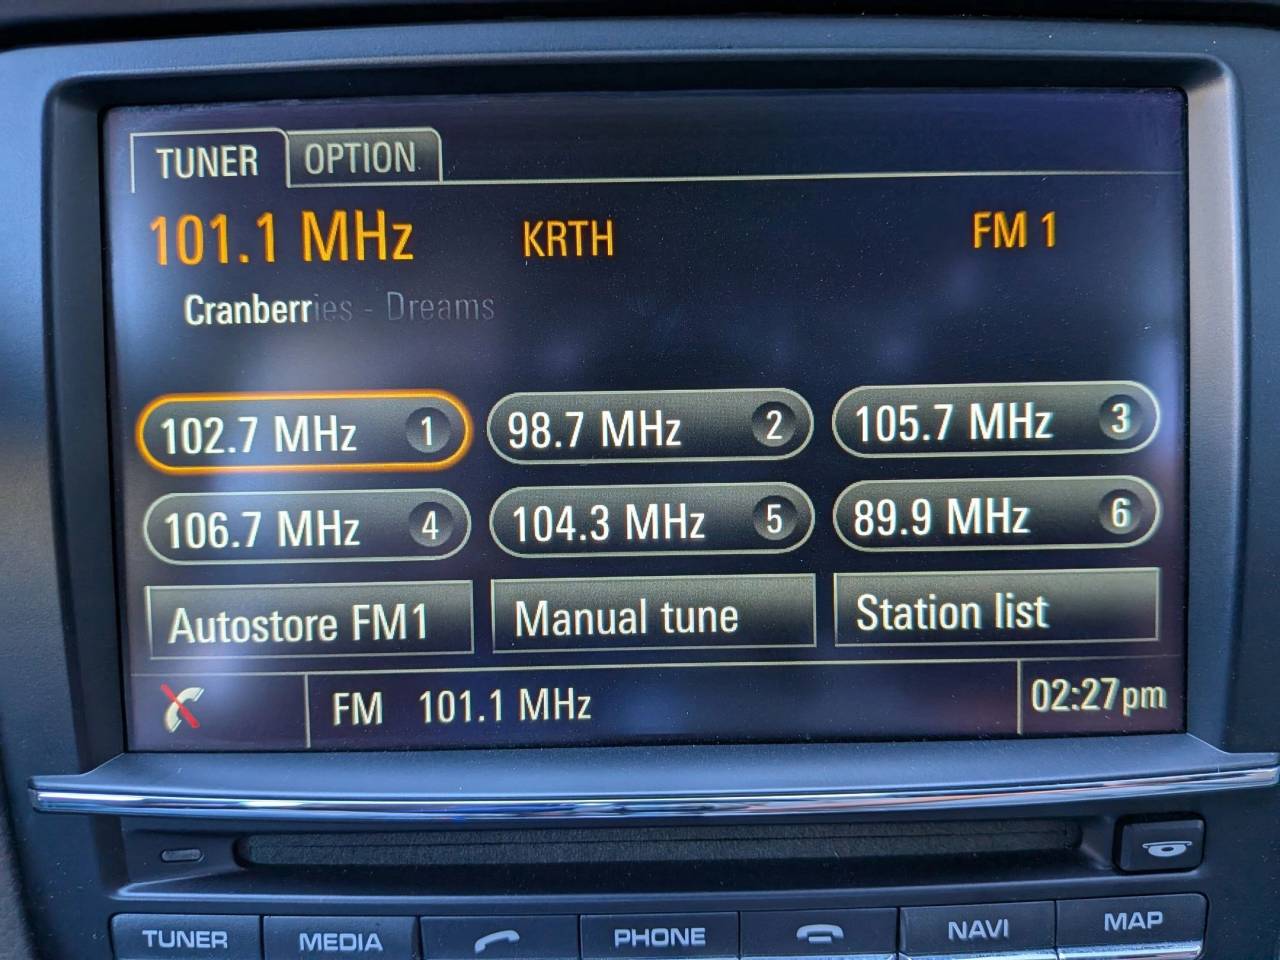 TUNER OPTION
101.1 MHz KRTH FM 1
Cranberries - Dreams
102.7 MHz 1 98.7 MHz 2 105.7 MHz 3
106.7 MHz 4 104.3 MHz 5 89.9 MHz 6
Autostore FM1 Manual tune Station list
FM 101.1 MHz 02:27pm
TUNER MEDIA PHONE NAVI MAP